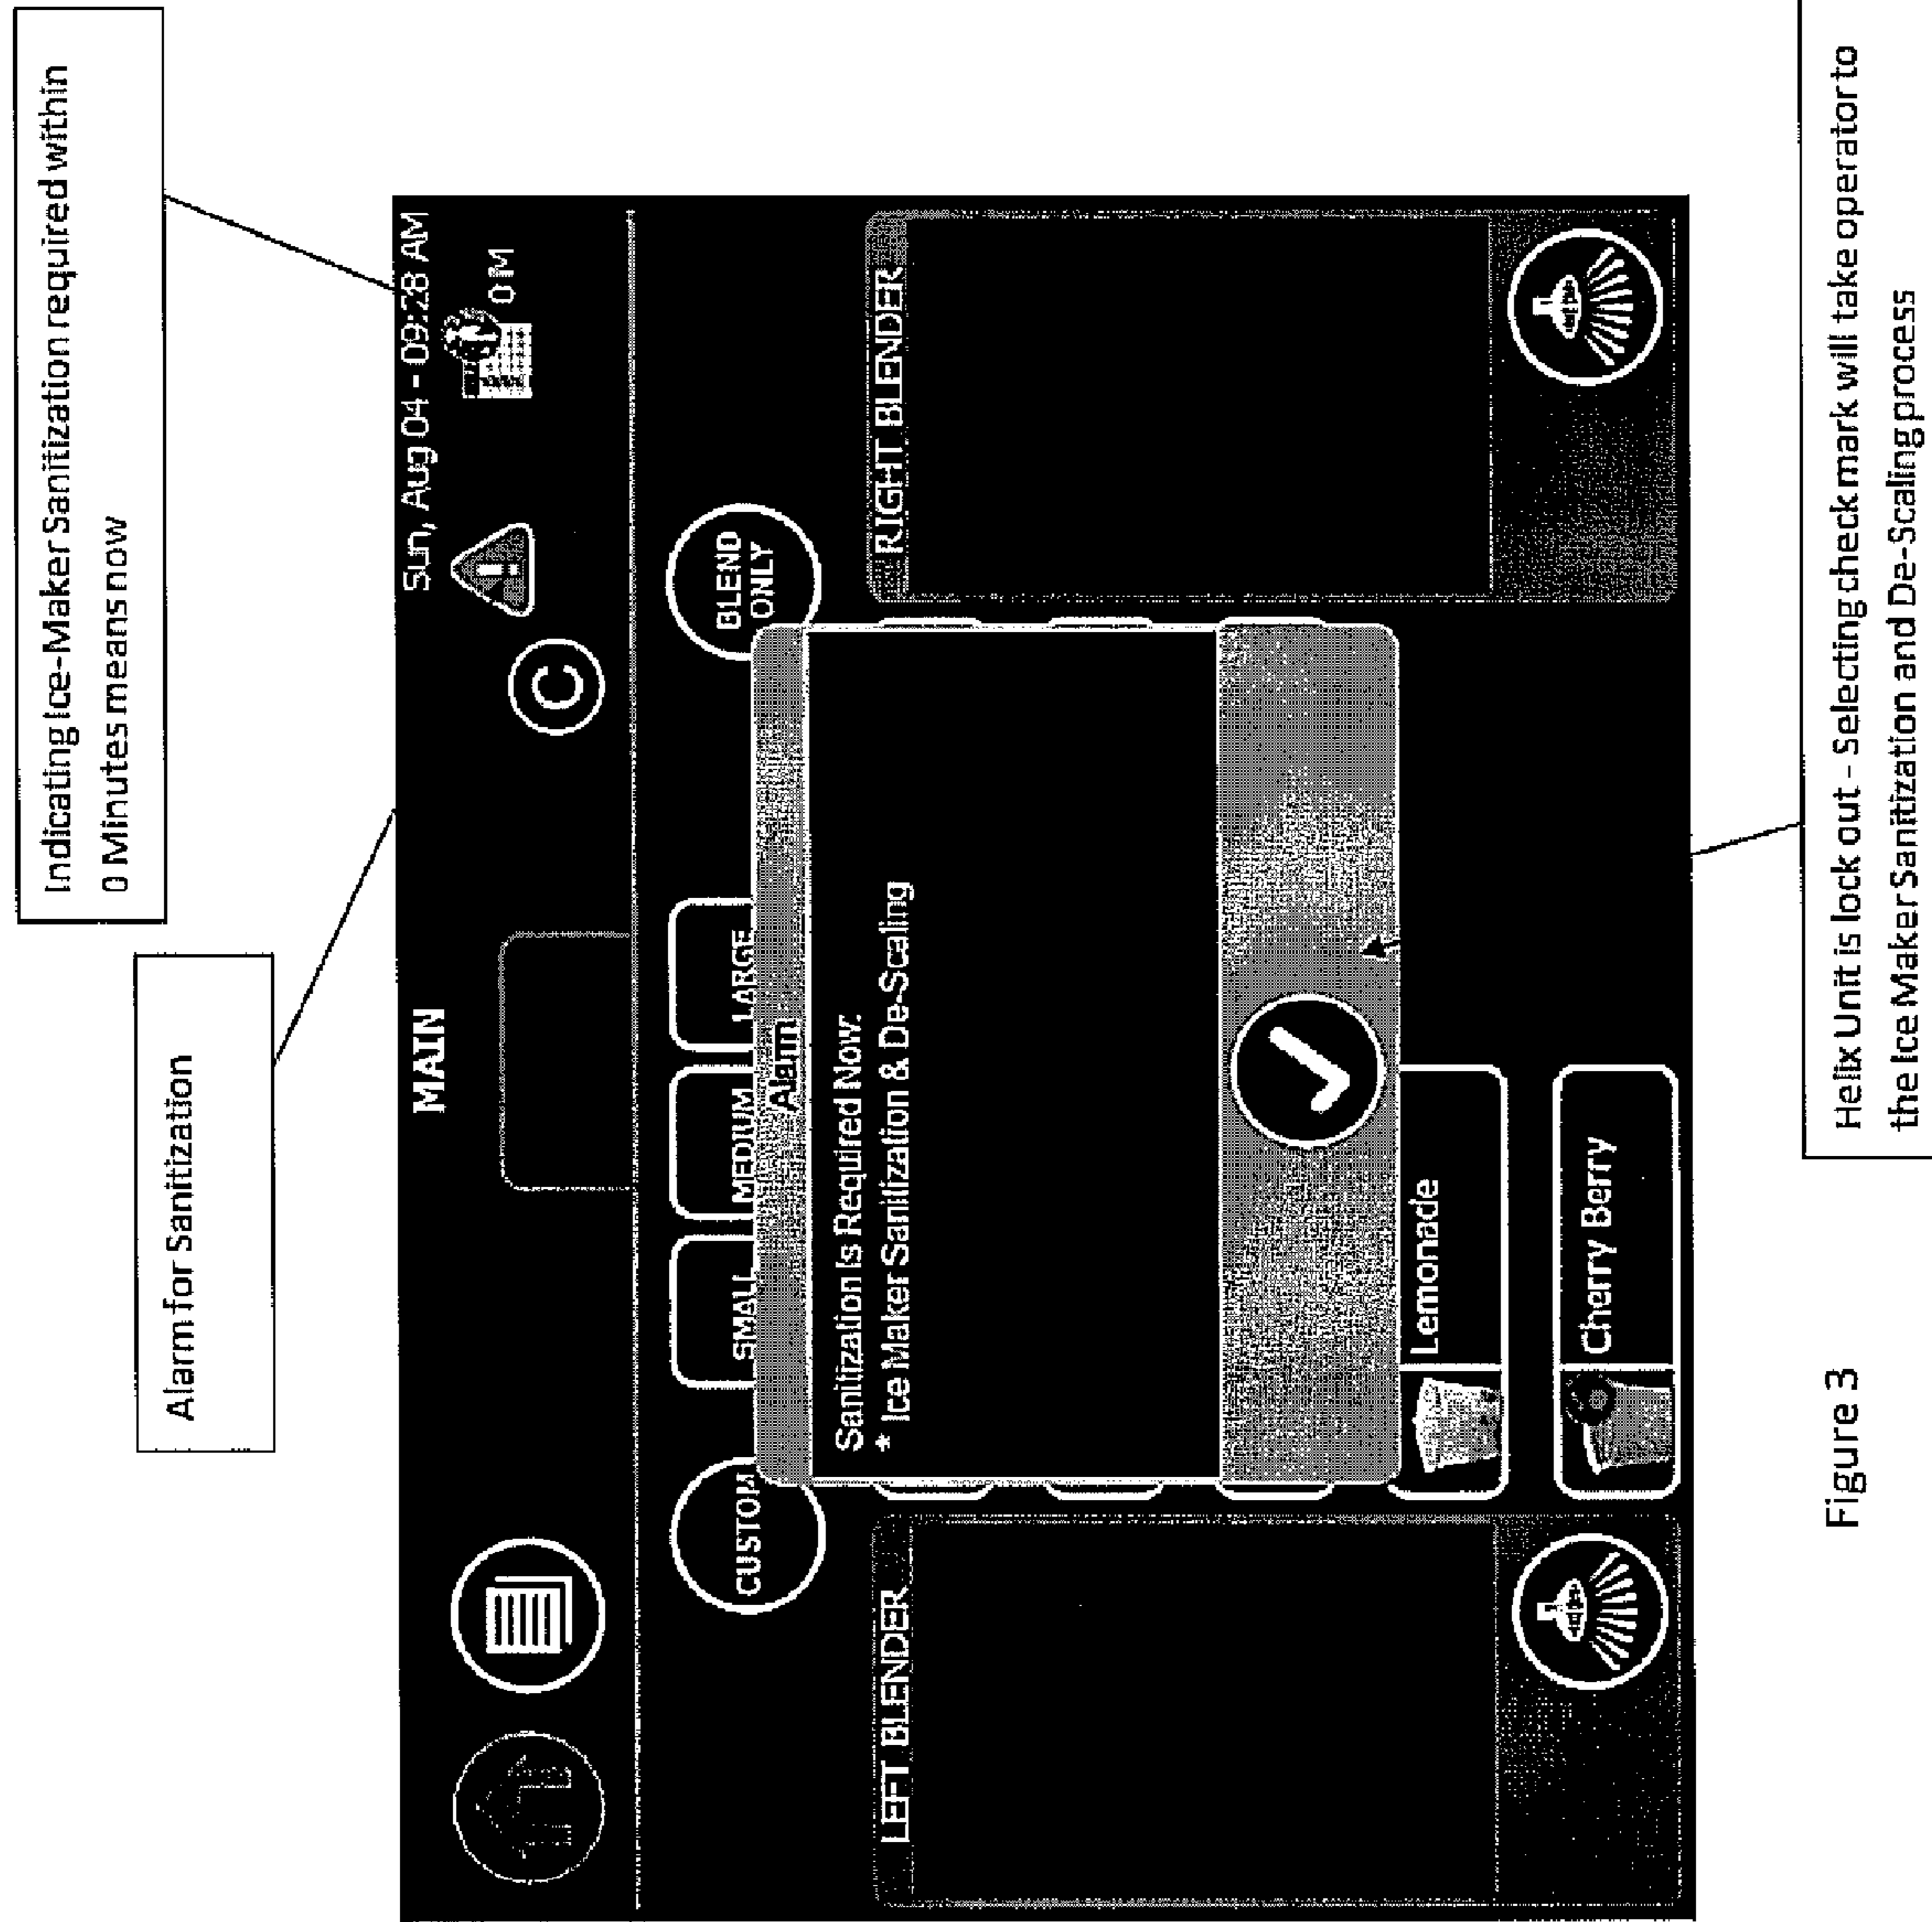 Indicating Ice-Maker Sanitization required within
0 Minutes means now
Alarm for Sanitization
MAIN
Sun, Aug 04 - 09:28 AM
0 M
C
CUSTOM
SMALL
MEDIUM
LARGE
BLEND
ONLY
Alarm
LEFT BLENDER
Sanitization Is Required Now:
* Ice Maker Sanitization & De-Scaling
RIGHT BLENDER
Lemonade
Cherry Berry
Helix Unit is lock out - Selecting check mark will take operator to
the Ice Maker Sanitization and De-Scaling process
Figure 3